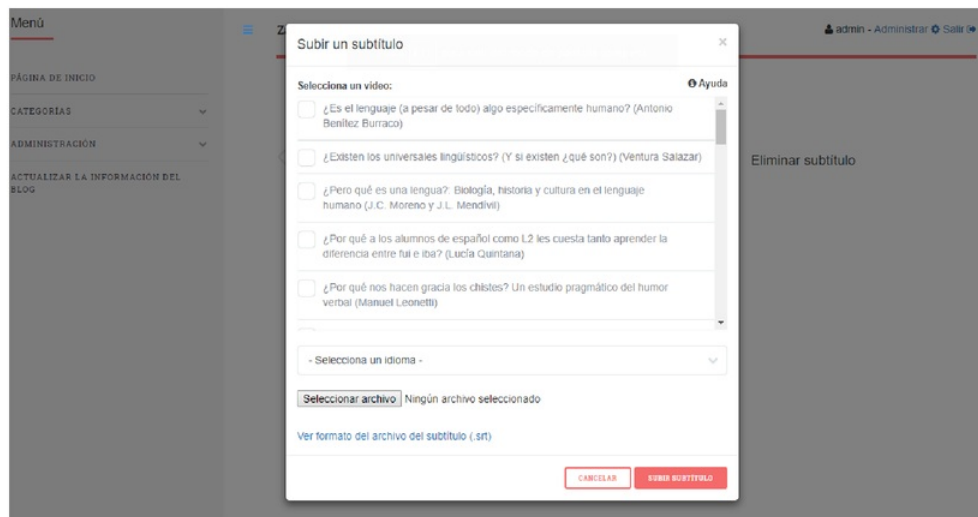 Menú
PÁGINA DE INICIO
CATEGORÍAS
ADMINISTRACIÓN
ACTUALIZAR LA INFORMACIÓN DEL
BLOG
admin - Administrar Salir
Subir un subtítulo
×
Selecciona un video:
Ayuda
¿Es el lenguaje (a pesar de todo) algo específicamente humano? (Antonio
Benítez Burraco)
¿Existen los universales lingüísticos? (Y si existen ¿qué son?) (Ventura Salazar)
¿Pero qué es una lengua?: Biología, historia y cultura en el lenguaje
humano (J.C. Moreno y J.L. Mendívil)
¿Por qué a los alumnos de español como L2 les cuesta tanto aprender la
diferencia entre fui e iba? (Lucía Quintana)
¿Por qué nos hacen gracia los chistes? Un estudio pragmático del humor
verbal (Manuel Leonetti)
- Selecciona un idioma -
Seleccionar archivo Ningún archivo seleccionado
Ver formato del archivo del subtítulo (.srt)
CANCELAR
SUBIR SUBTÍTULO
Eliminar subtítulo